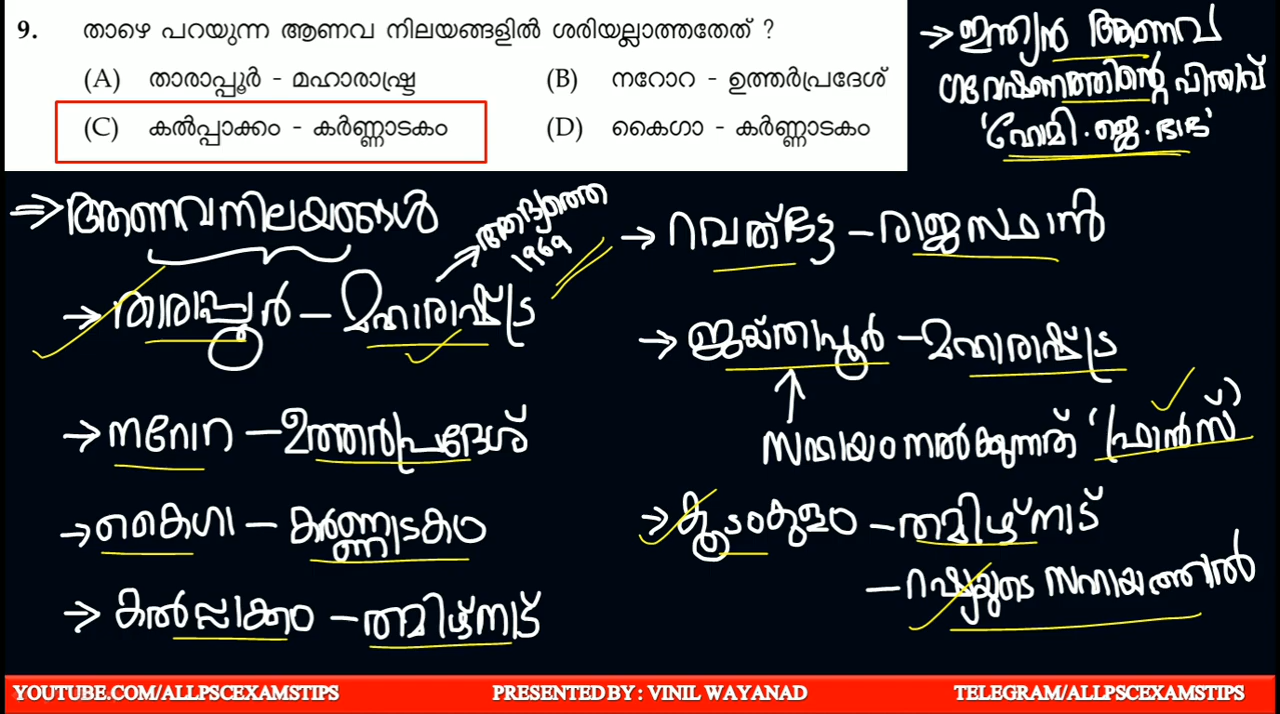 9. താഴെ പറയുന്ന ആണവ നിലയങ്ങളിൽ ശരിയല്ലാത്തതേത് ?
(A) താരാപ്പൂർ - മഹാരാഷ്ട്ര (B) നറോറ - ഉത്തർപ്രദേശ്
(C) കൽപ്പാക്കം - കർണ്ണാടകം (D) കൈഗാ - കർണ്ണാടകം
→ ഇന്ത്യൻ ആണവ
ഗവേഷണത്തിന്റെ പിതാവ്
'ഹോമി.ജെ.ഭാഭ'
⇒ ആണവനിലയങ്ങൾ
→ താരാപ്പൂർ – മഹാരാഷ്ട്ര
→ ആദ്യത്തെ
1969
→ നറോറ – ഉത്തർപ്രദേശ്
→ കൈഗാ – കർണ്ണാടകം
→ കൽപ്പാക്കം – തമിഴ്നാട്
→ റവത്ഭട്ട – രാജസ്ഥാൻ
→ ജയ്താപൂർ – മഹാരാഷ്ട്ര
സഹായം നൽകുന്നത് 'ഫ്രാൻസ്'
→ കൂടംകുളം – തമിഴ്നാട്
– റഷ്യയുടെ സഹായത്തിൽ
YOUTUBE.COM/ALLPSCEXAMSTIPS PRESENTED BY : VINIL WAYANAD TELEGRAM/ALLPSCEXAMSTIPS